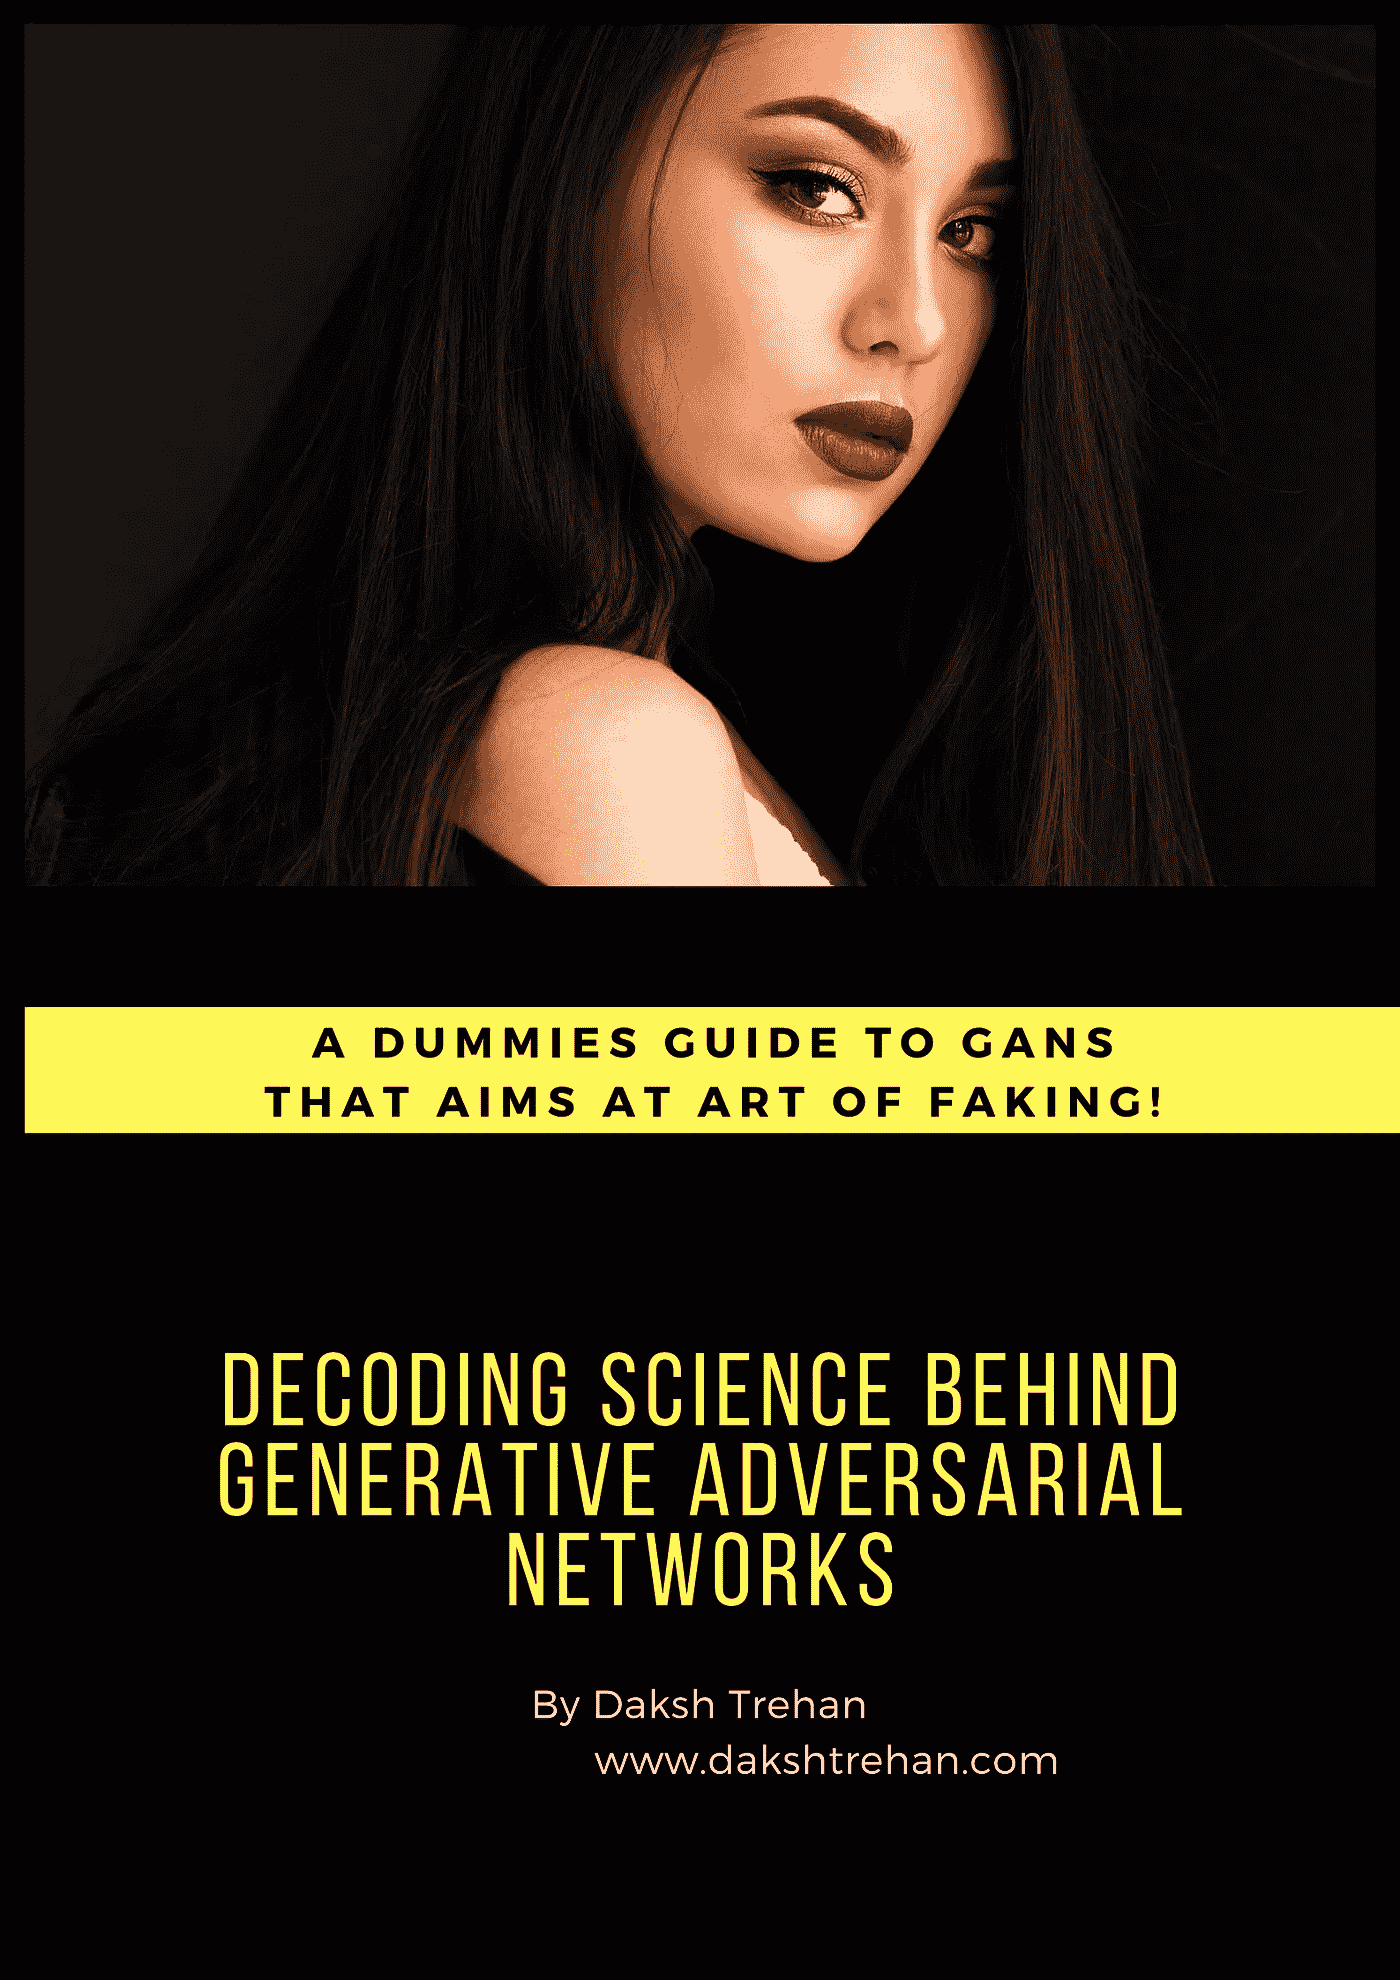 A DUMMIES GUIDE TO GANS
THAT AIMS AT ART OF FAKING!
DECODING SCIENCE BEHIND
GENERATIVE ADVERSARIAL
NETWORKS
By Daksh Trehan
www.dakshtrehan.com